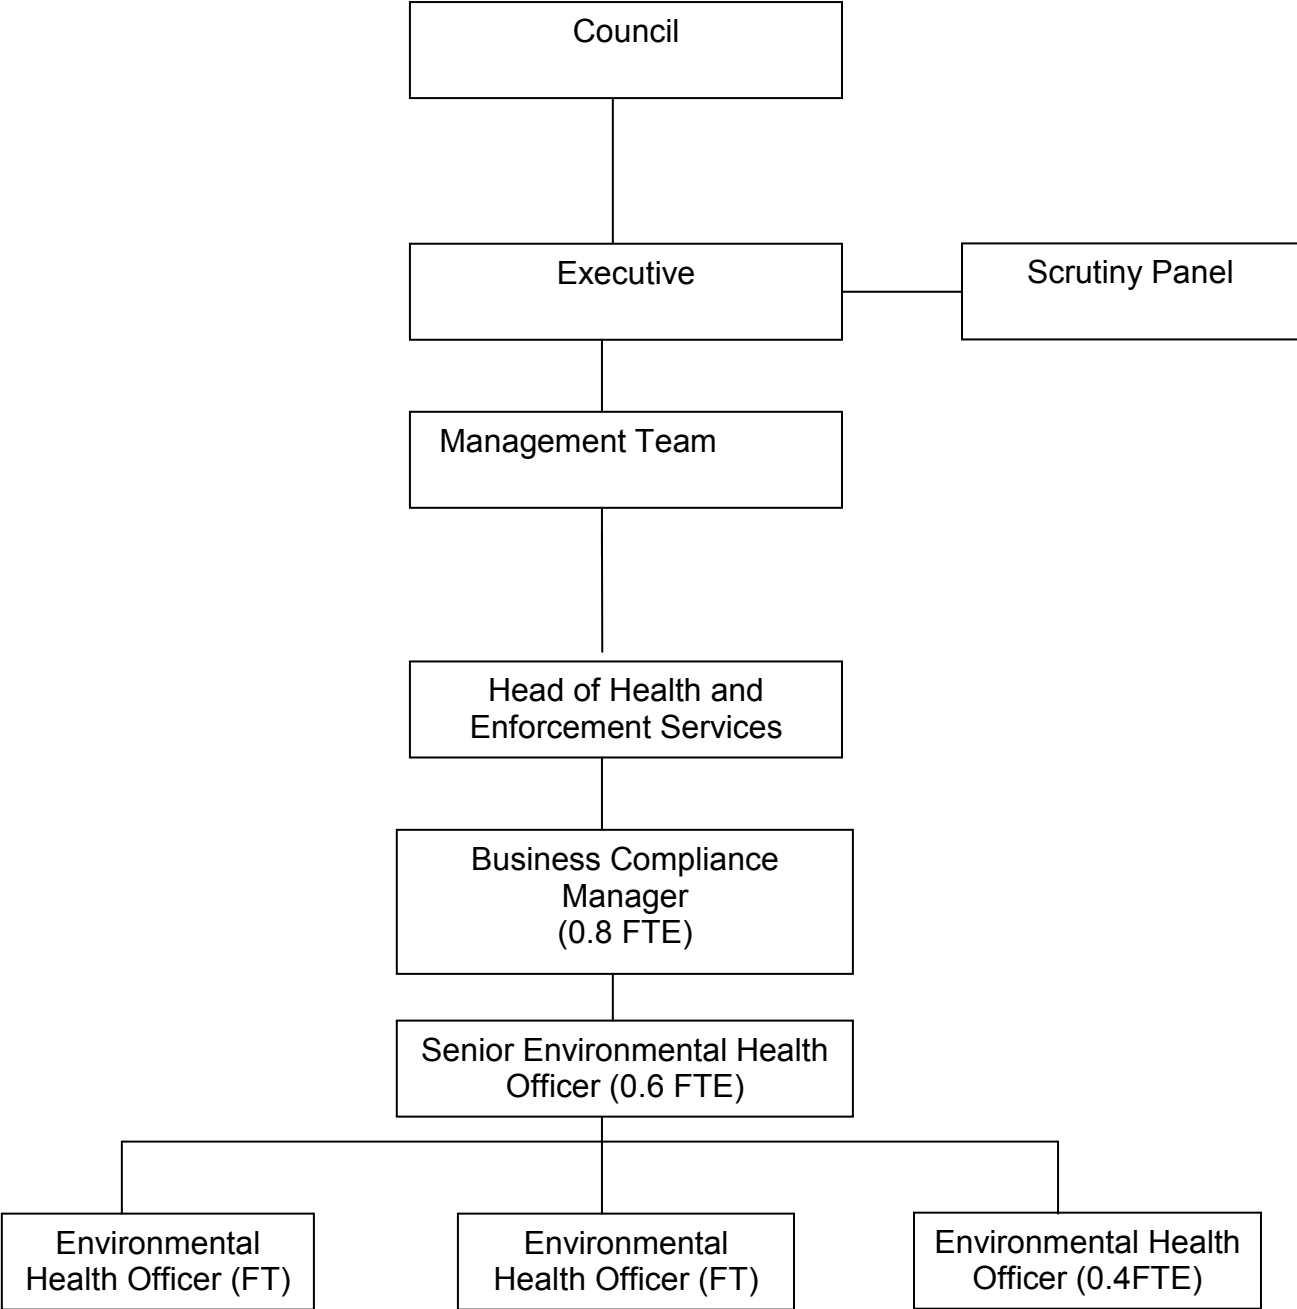 Council
Executive
Scrutiny Panel
Management Team
Head of Health and
Enforcement Services
Business Compliance
Manager
(0.8 FTE)
Senior Environmental Health
Officer (0.6 FTE)
Environmental
Health Officer (FT)
Environmental
Health Officer (FT)
Environmental Health
Officer (0.4FTE)